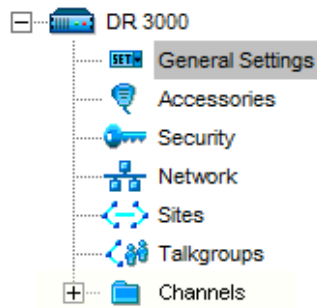 DR 3000
SET General Settings
Accessories
Security
Network
Sites
Talkgroups
Channels